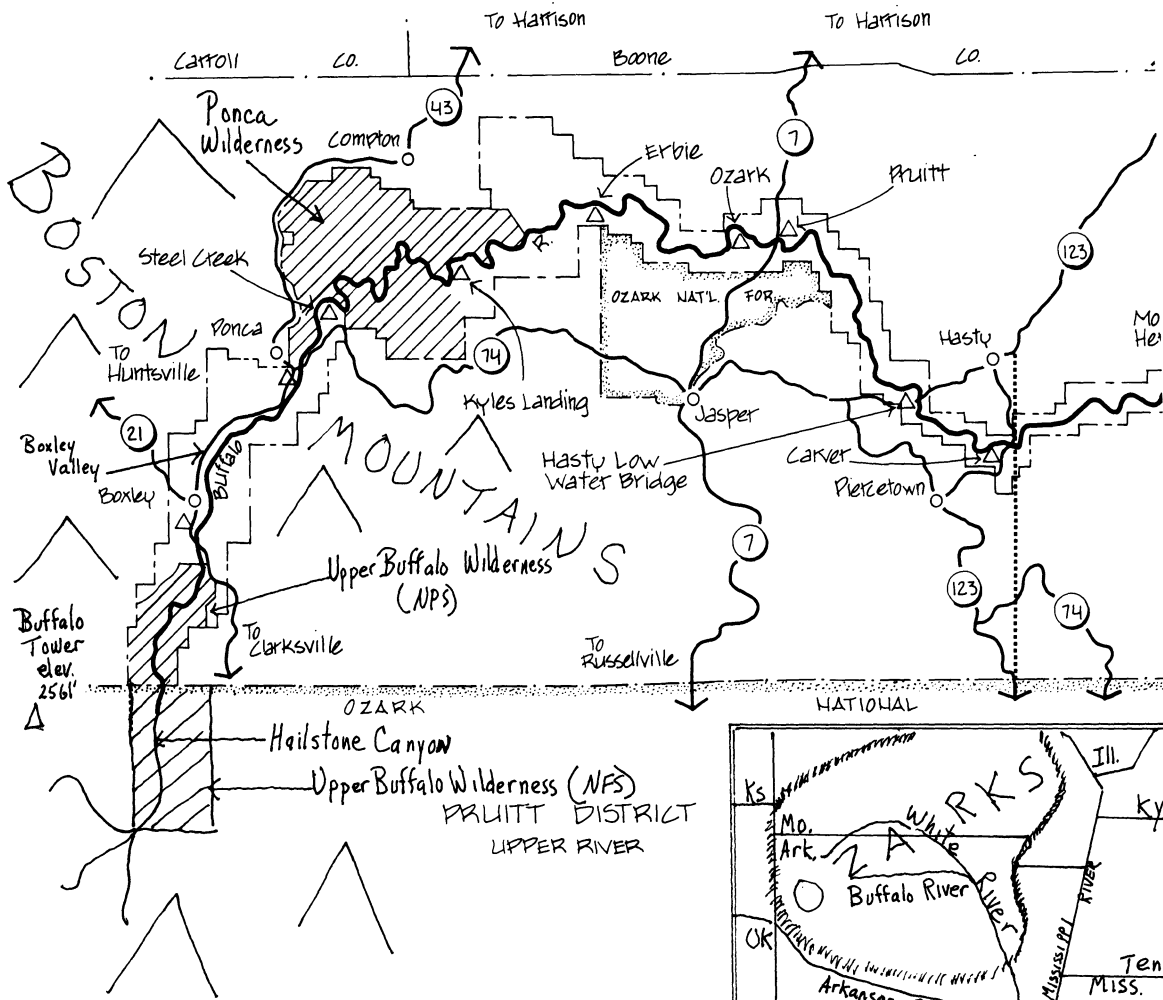 To Harrison
To Harrison
Carroll Co.
Boone Co.
43
Ponca
Wilderness
Compton
7
Erbie
Ozark
Pruitt
BOSTON
Steel Creek
R.
123
OZARK NAT'L. FOR.
Ponca
To
Huntsville
74
Hasty
Kyles Landing
Jasper
21
Boxley
Valley
Buffalo
Boxley
MOUNTAINS
Hasty Low
Water Bridge
Carver
Piercetown
7
Upper Buffalo Wilderness
(NPS)
123
74
Buffalo
Tower
elev.
2561'
To
Clarksville
To
Russellville
OZARK
NATIONAL
Hailstone Canyon
Upper Buffalo Wilderness (NFS)
PRUITT DISTRICT
UPPER RIVER
Ill.
Ks
OZARKS
Ky
Mo.
Ark.
White River
Buffalo River
RIVER
OK
MISSISSIPPI
Ten
Miss.
Arkansas